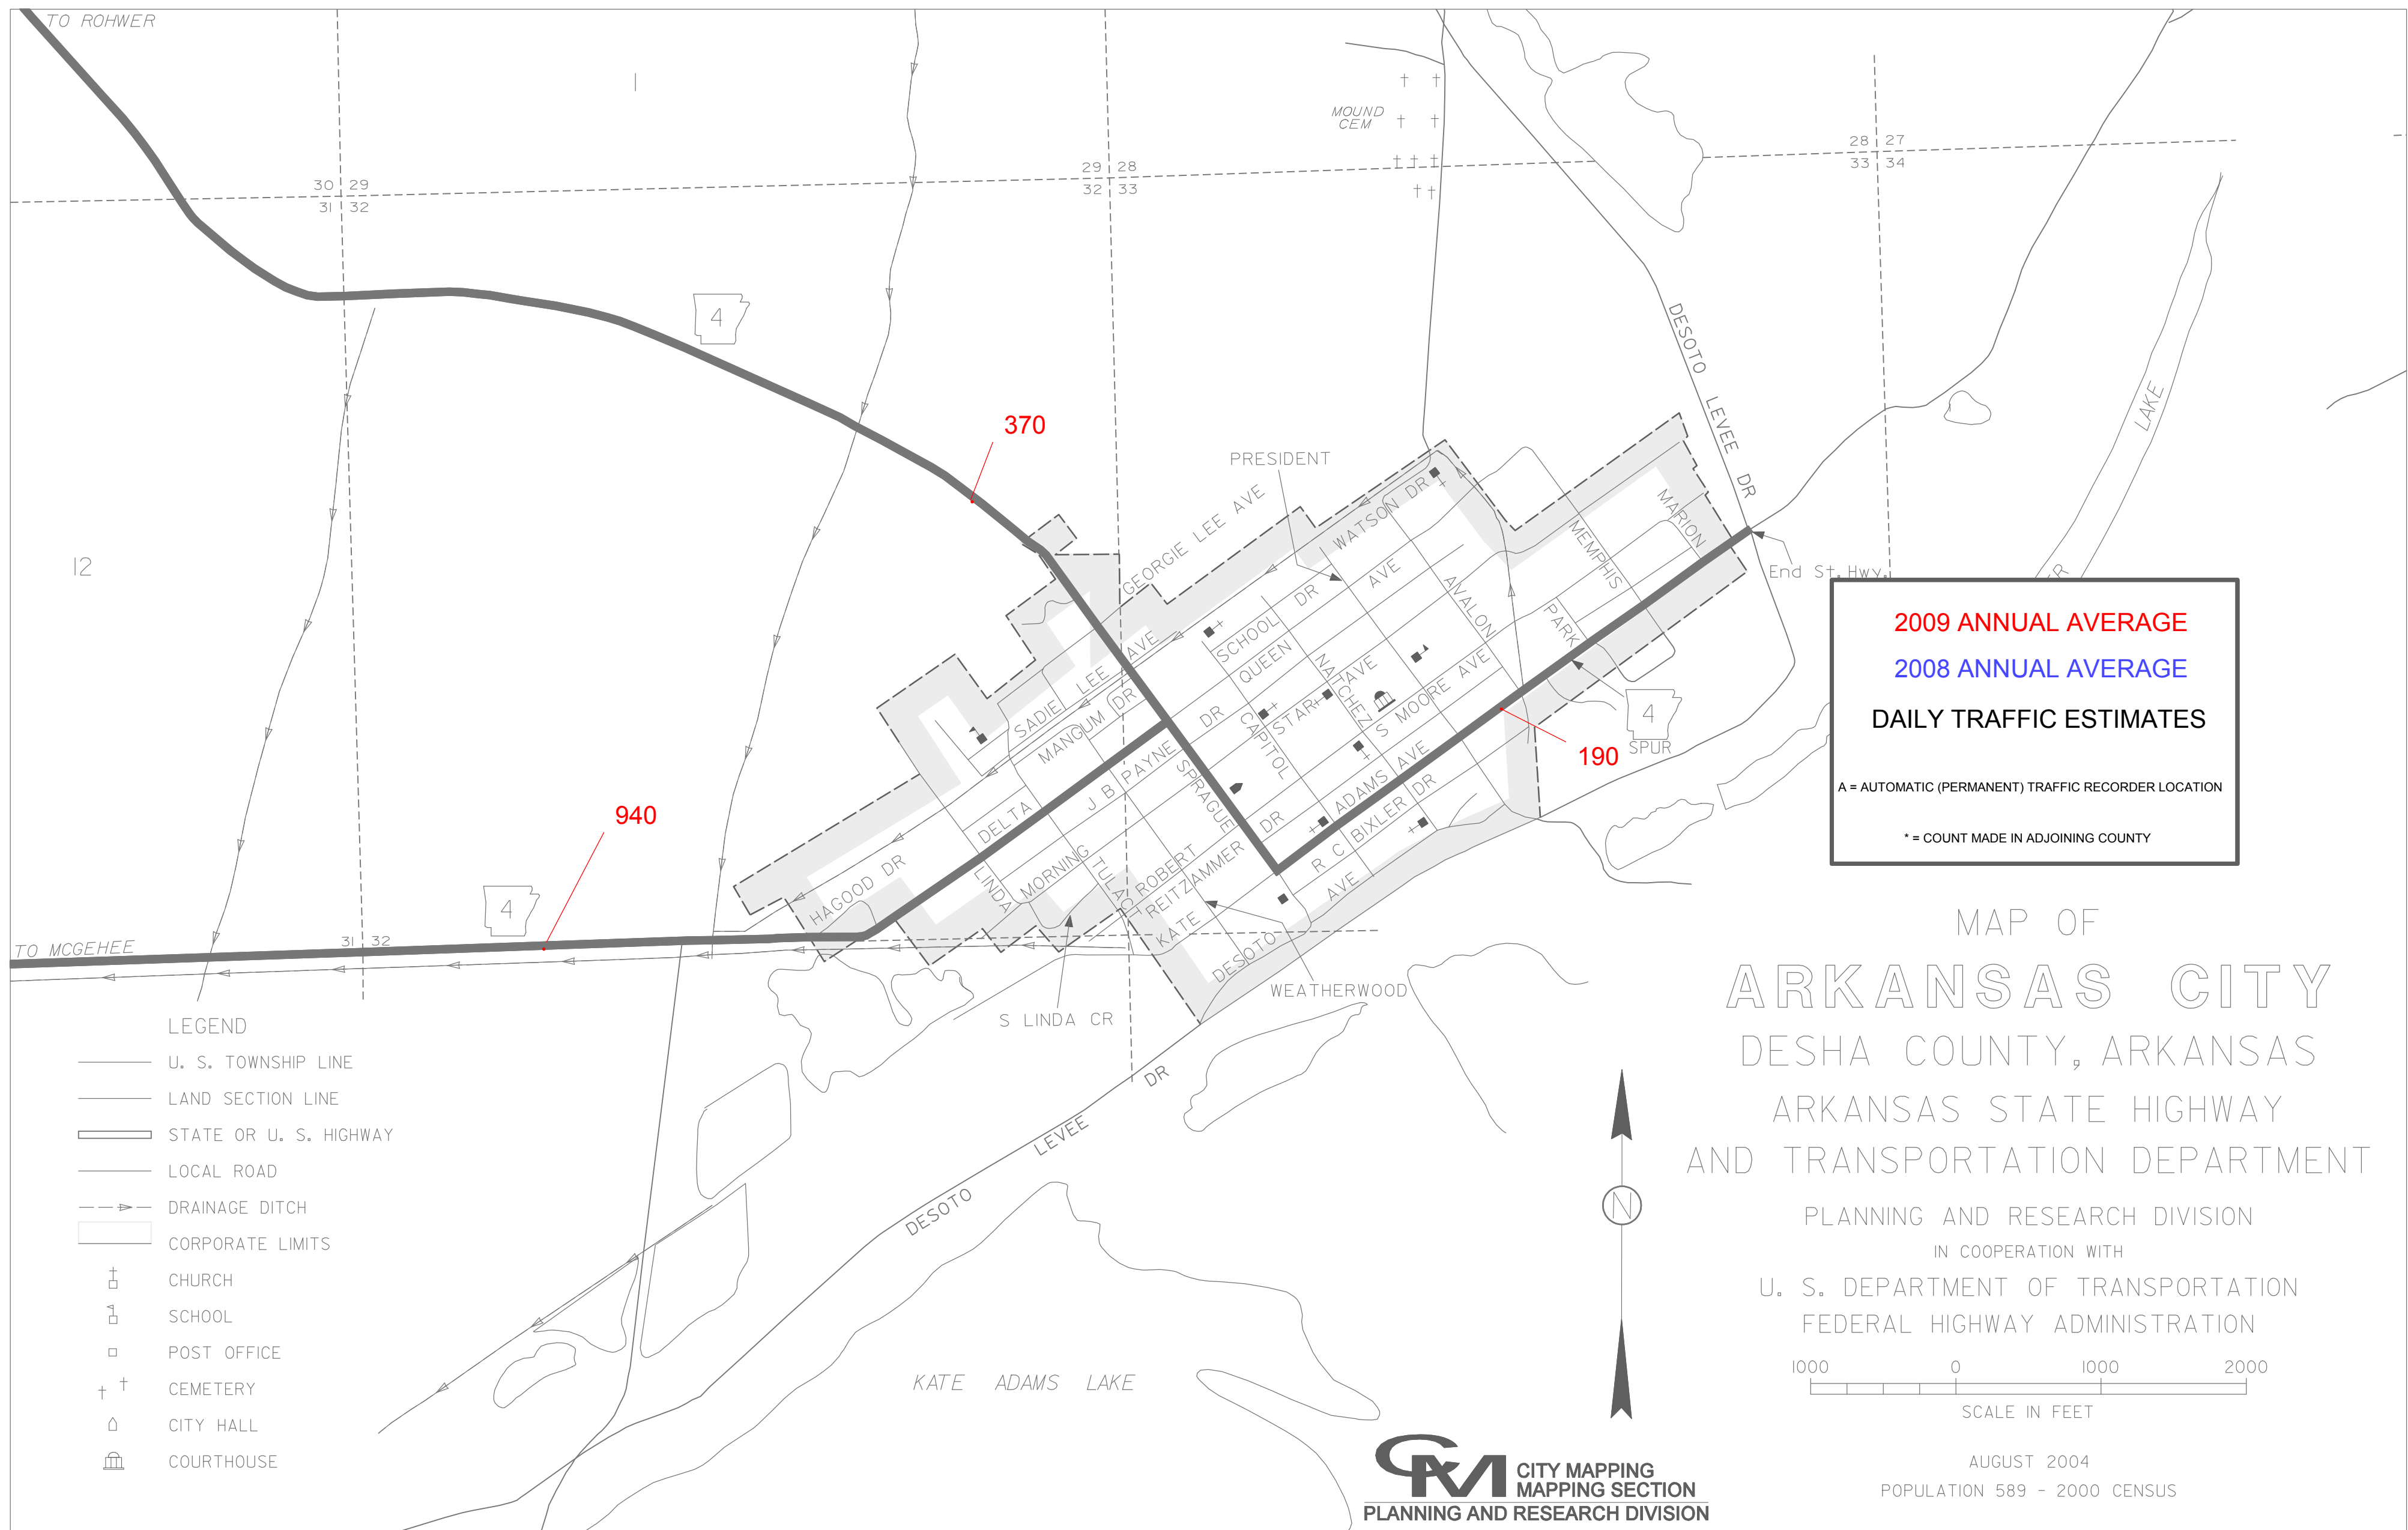 TO ROHWER
1
MOUND
CEM
30 29
31 32
29 28
32 33
28 27
33 34
4
DESOTO LEVEE DR
LAKE
370
PRESIDENT
GEORGIE LEE AVE
WATSON DR
MARION
MEMPHIS
End St. Hwy.
12
SCHOOL DR
QUEEN AVE
AVALON
PARK
SADIE LEE AVE
MANGUM DR
NATCHEZ
STAR AVE
S MOORE AVE
CAPITOL
J B PAYNE DR
SPRAGUE
4
SPUR
190
ADAMS AVE
R C BIXLER DR
DELTA
940
HAGOOD DR
LINDA
MORNING
TULA CT
ROBERT
REITZAMMER DR
KATE AVE
DESOTO
4
TO MCGEHEE
31 32
WEATHERWOOD
S LINDA CR
DESOTO LEVEE DR
KATE ADAMS LAKE
2009 ANNUAL AVERAGE
2008 ANNUAL AVERAGE
DAILY TRAFFIC ESTIMATES
A = AUTOMATIC (PERMANENT) TRAFFIC RECORDER LOCATION
* = COUNT MADE IN ADJOINING COUNTY
LEGEND
U. S. TOWNSHIP LINE
LAND SECTION LINE
STATE OR U. S. HIGHWAY
LOCAL ROAD
DRAINAGE DITCH
CORPORATE LIMITS
CHURCH
SCHOOL
POST OFFICE
CEMETERY
CITY HALL
COURTHOUSE
N
MAP OF
ARKANSAS CITY
DESHA COUNTY, ARKANSAS
ARKANSAS STATE HIGHWAY
AND TRANSPORTATION DEPARTMENT
PLANNING AND RESEARCH DIVISION
IN COOPERATION WITH
U. S. DEPARTMENT OF TRANSPORTATION
FEDERAL HIGHWAY ADMINISTRATION
1000 0 1000 2000
SCALE IN FEET
AUGUST 2004
POPULATION 589 - 2000 CENSUS
CM
CITY MAPPING
MAPPING SECTION
PLANNING AND RESEARCH DIVISION